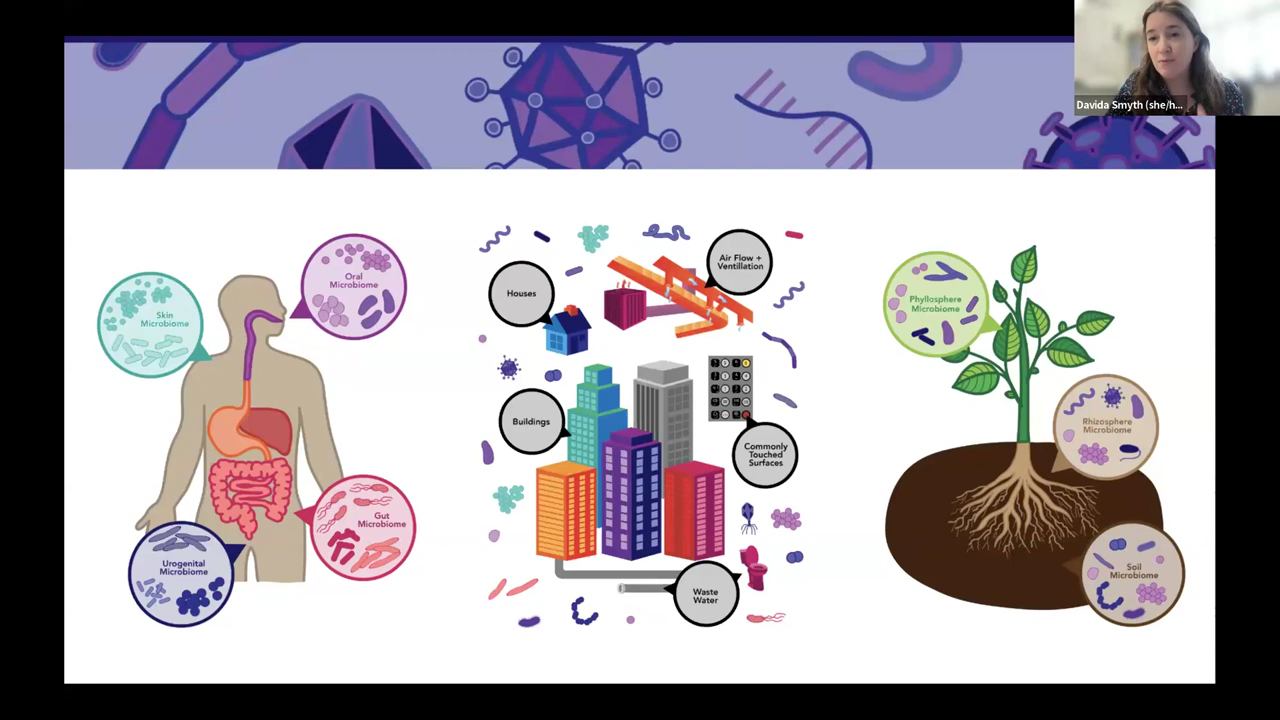 Davida Smyth (she/h...
Oral
Microbiome
Skin
Microbiome
Gut
Microbiome
Urogenital
Microbiome
Air Flow +
Ventillation
Houses
Buildings
Commonly
Touched
Surfaces
Waste
Water
Phyllosphere
Microbiome
Rhizosphere
Microbiome
Soil
Microbiome